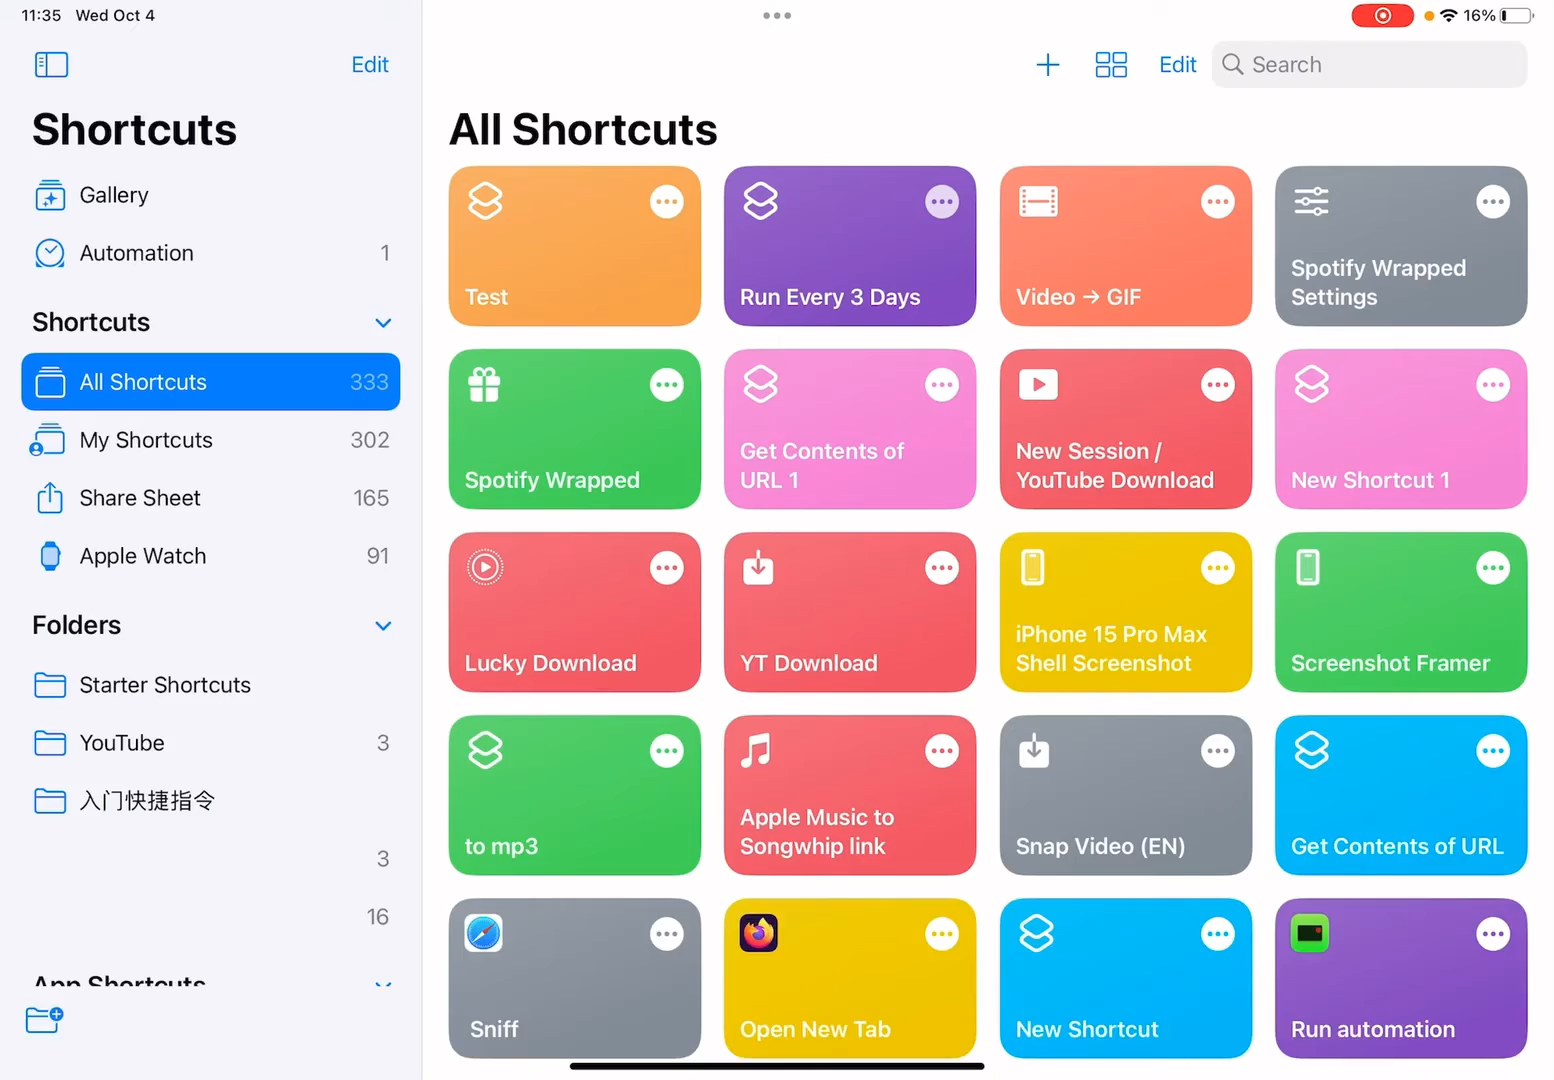 11:35 Wed Oct 4
16%
Edit
Edit
Search
Shortcuts
All Shortcuts
Gallery
Automation 1
Shortcuts
All Shortcuts 333
My Shortcuts 302
Share Sheet 165
Apple Watch 91
Folders
Starter Shortcuts
YouTube 3
入门快捷指令
3
16
App Shortcuts
Test
Run Every 3 Days
Video → GIF
Spotify Wrapped
Settings
Spotify Wrapped
Get Contents of
URL 1
New Session /
YouTube Download
New Shortcut 1
Lucky Download
YT Download
iPhone 15 Pro Max
Shell Screenshot
Screenshot Framer
to mp3
Apple Music to
Songwhip link
Snap Video (EN)
Get Contents of URL
Sniff
Open New Tab
New Shortcut
Run automation